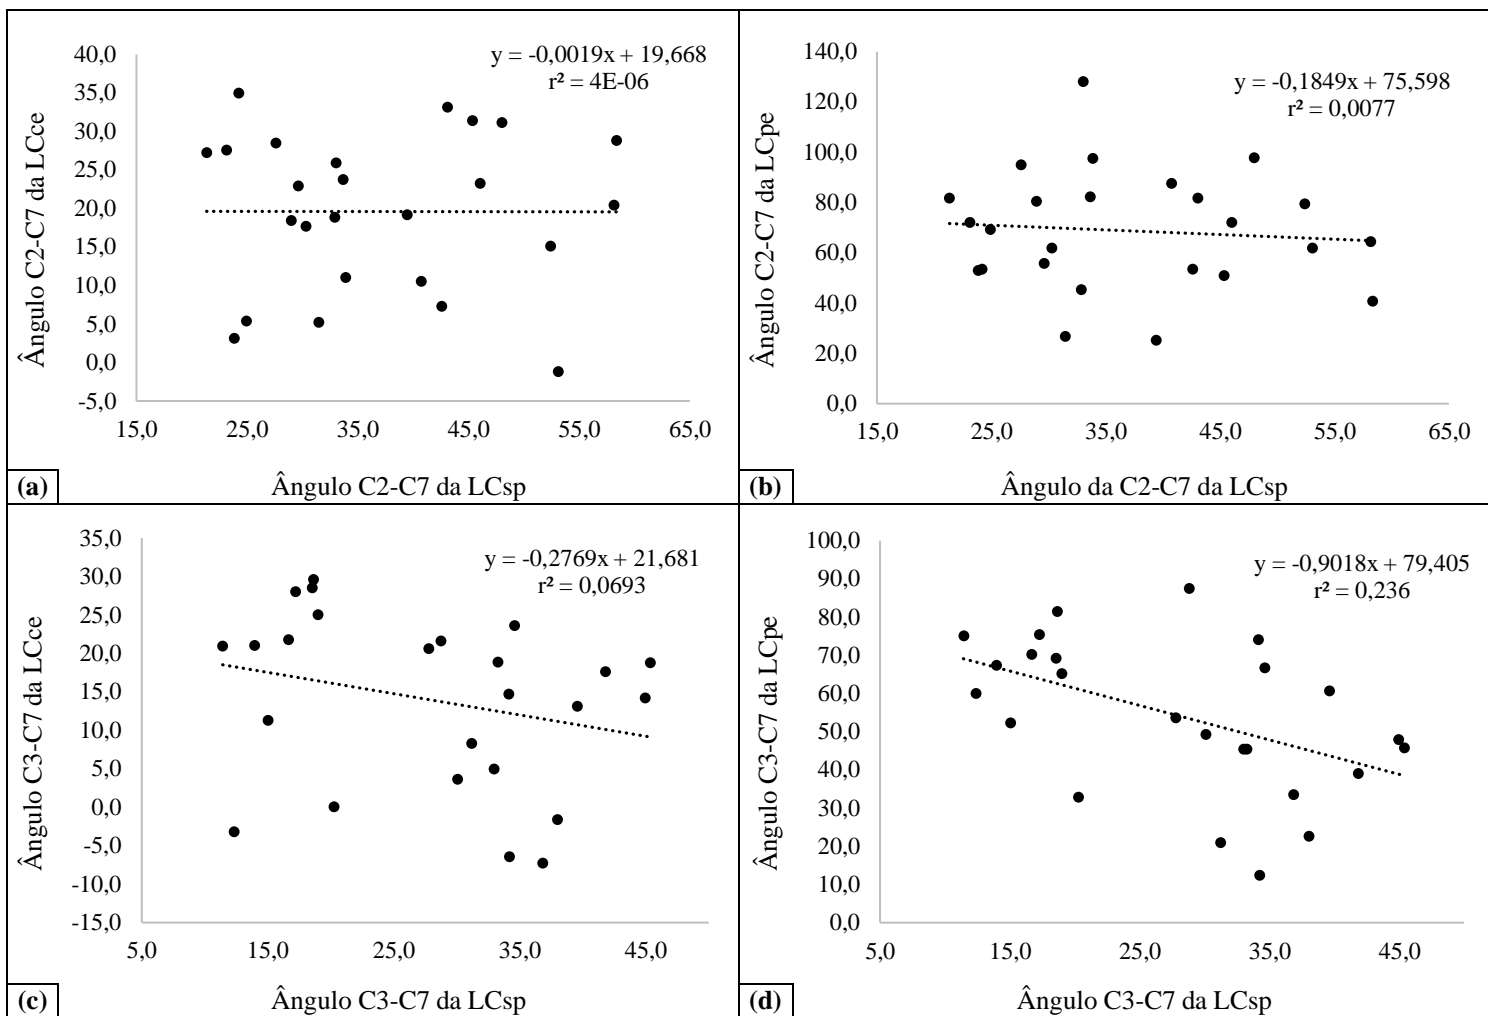 y = -0,0019x + 19,668
r² = 4E-06
40,0
35,0
30,0
25,0
20,0
15,0
10,0
5,0
0,0
-5,0
Ângulo C2-C7 da LCce
15,0 25,0 35,0 45,0 55,0 65,0
(a) Ângulo C2-C7 da LCsp
y = -0,1849x + 75,598
r² = 0,0077
140,0
120,0
100,0
80,0
60,0
40,0
20,0
0,0
Ângulo C2-C7 da LCpe
15,0 25,0 35,0 45,0 55,0 65,0
(b) Ângulo da C2-C7 da LCsp
y = -0,2769x + 21,681
r² = 0,0693
35,0
30,0
25,0
20,0
15,0
10,0
5,0
0,0
-5,0
-10,0
-15,0
Ângulo C3-C7 da LCce
5,0 15,0 25,0 35,0 45,0
(c) Ângulo C3-C7 da LCsp
y = -0,9018x + 79,405
r² = 0,236
100,0
90,0
80,0
70,0
60,0
50,0
40,0
30,0
20,0
10,0
0,0
Ângulo C3-C7 da LCpe
5,0 15,0 25,0 35,0 45,0
(d) Ângulo C3-C7 da LCsp